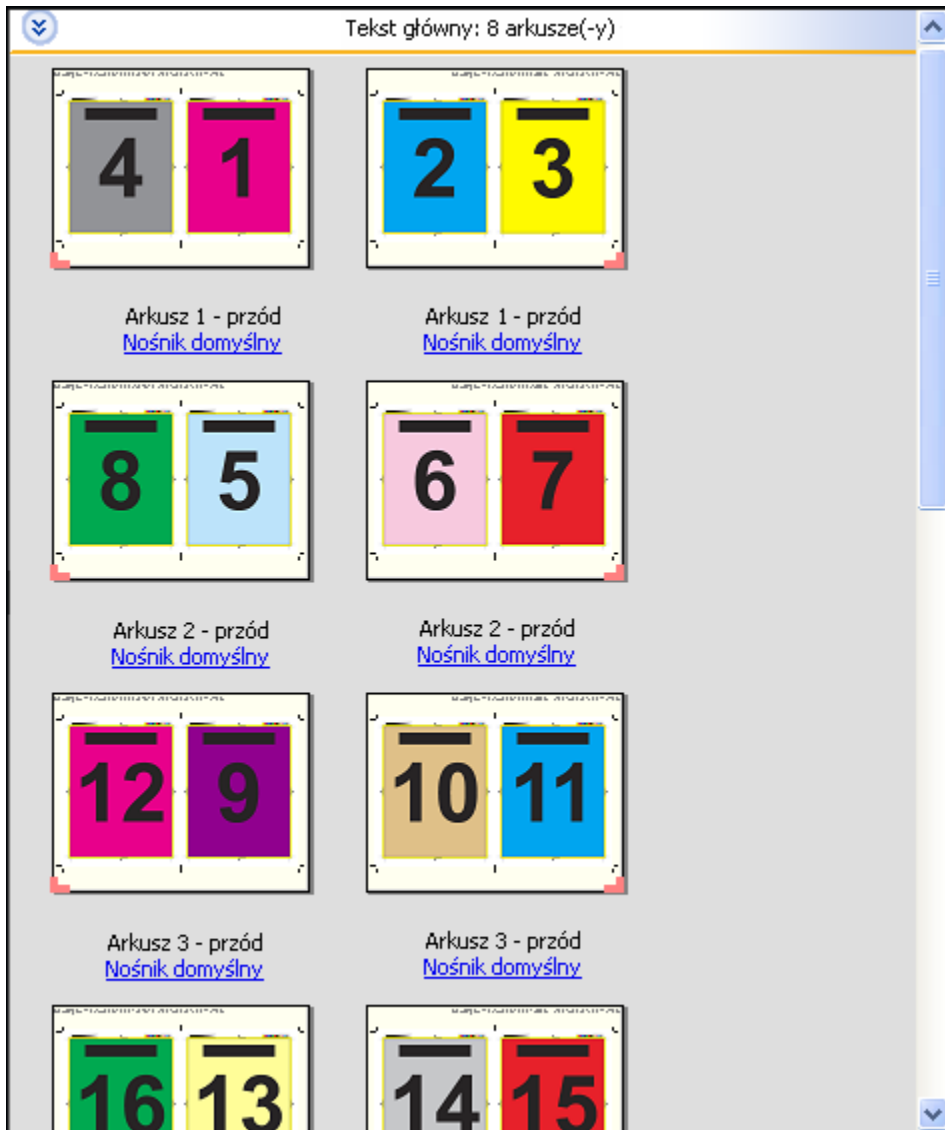 Tekst główny: 8 arkusze(-y)
4 1 2 3
Arkusz 1 - przód Arkusz 1 - przód
Nośnik domyślny Nośnik domyślny
8 5 6 7
Arkusz 2 - przód Arkusz 2 - przód
Nośnik domyślny Nośnik domyślny
12 9 10 11
Arkusz 3 - przód Arkusz 3 - przód
Nośnik domyślny Nośnik domyślny
16 13 14 15